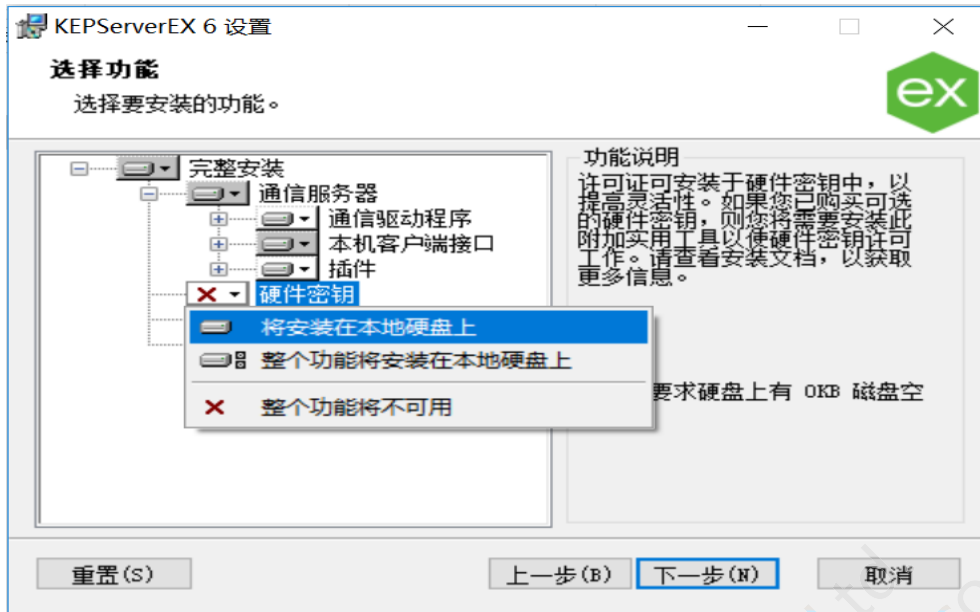 KEPServerEX 6 设置
选择功能
选择要安装的功能。
ex
完整安装
通信服务器
通信驱动程序
本机客户端接口
插件
硬件密钥
将安装在本地硬盘上
整个功能将安装在本地硬盘上
整个功能将不可用
功能说明
许可证可安装于硬件密钥中，以
提高灵活性。如果您已购买可选
的硬件密钥，则您将需要安装此
附加实用工具以便硬件密钥许可
工作。请查看安装文档，以获取
更多信息。
要求硬盘上有 0KB 磁盘空
重置(S)
上一步(B)
下一步(N)
取消
Ltd